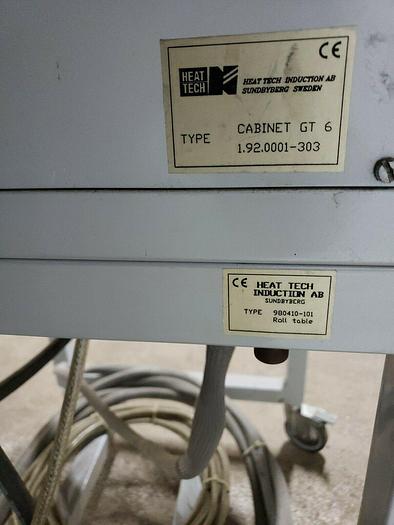 CE
HEAT
TECH
HEAT TECH INDUCTION AB
SUNDBYBERG SWEDEN
TYPE CABINET GT 6
1.92.0001-303
CE HEAT TECH
INDUCTION AB
SUNDBYBERG
TYPE 980410-101
Roll table